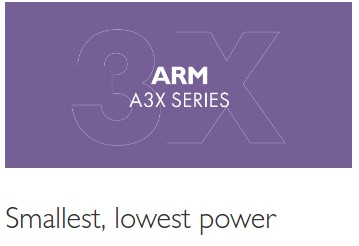 3X
ARM
A3X SERIES
Smallest, lowest power